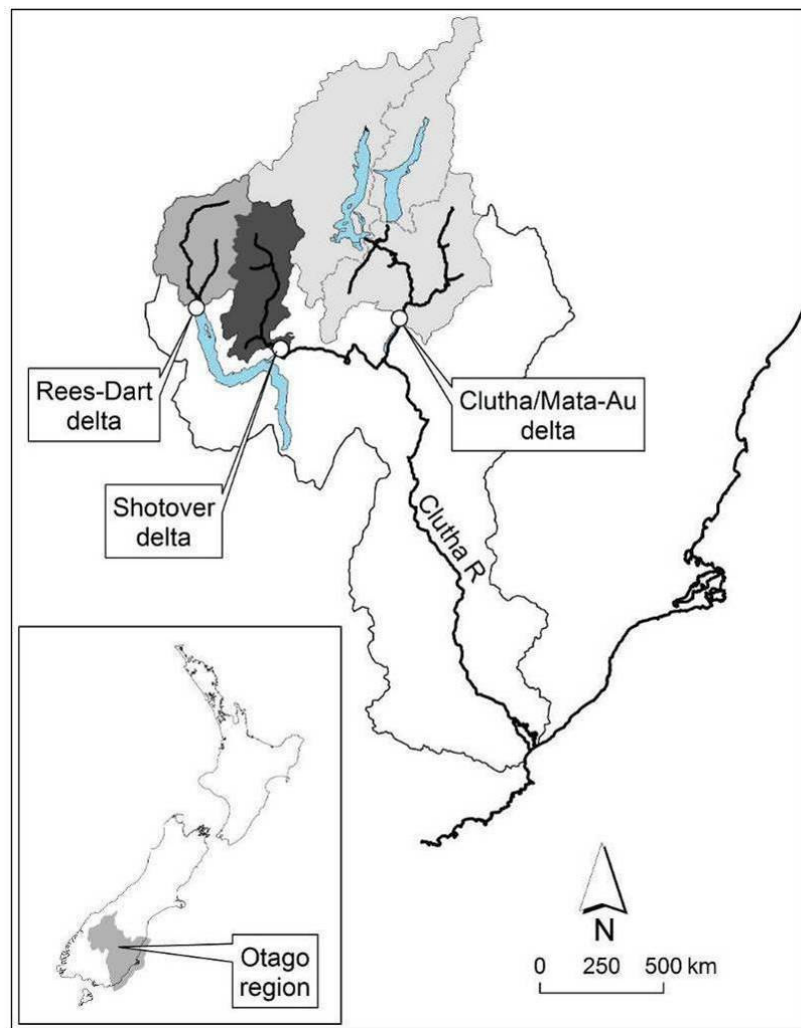 Rees-Dart
delta
Clutha/Mata-Au
delta
Shotover
delta
Clutha R
Otago
region
N
0 250 500 km